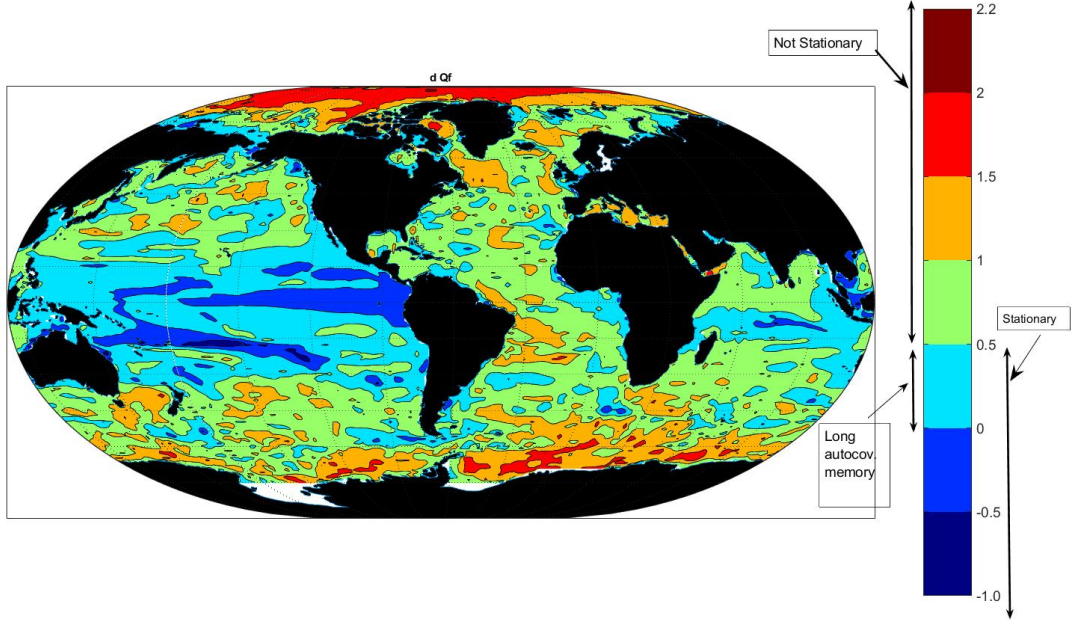 d Qf
Not Stationary
2.2
2
1.5
1
0.5
0
-0.5
-1.0
Stationary
Long
autocov.
memory